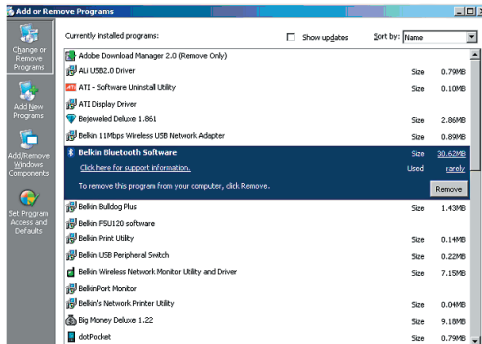 Add or Remove Programs
Change or
Remove
Programs
Add New
Programs
Add/Remove
Windows
Components
Set Program
Access and
Defaults
Currently installed programs: Show updates Sort by: Name
Adobe Download Manager 2.0 (Remove Only)
ALi USB2.0 Driver Size 0.79MB
ATI - Software Uninstall Utility Size 0.10MB
ATI Display Driver
Bejeweled Deluxe 1.861 Size 2.86MB
Belkin 11Mbps Wireless USB Network Adapter Size 0.89MB
Belkin Bluetooth Software Size 30.62MB
Click here for support information. Used rarely
To remove this program from your computer, click Remove. Remove
Belkin Bulldog Plus Size 1.43MB
Belkin F5U120 software
Belkin Print Utility Size 0.14MB
Belkin USB Peripheral Switch Size 0.22MB
Belkin Wireless Network Monitor Utility and Driver Size 7.15MB
BelkinPort Monitor
Belkin's Network Printer Utility Size 0.04MB
Big Money Deluxe 1.22 Size 9.18MB
dotPocket Size 0.79MB